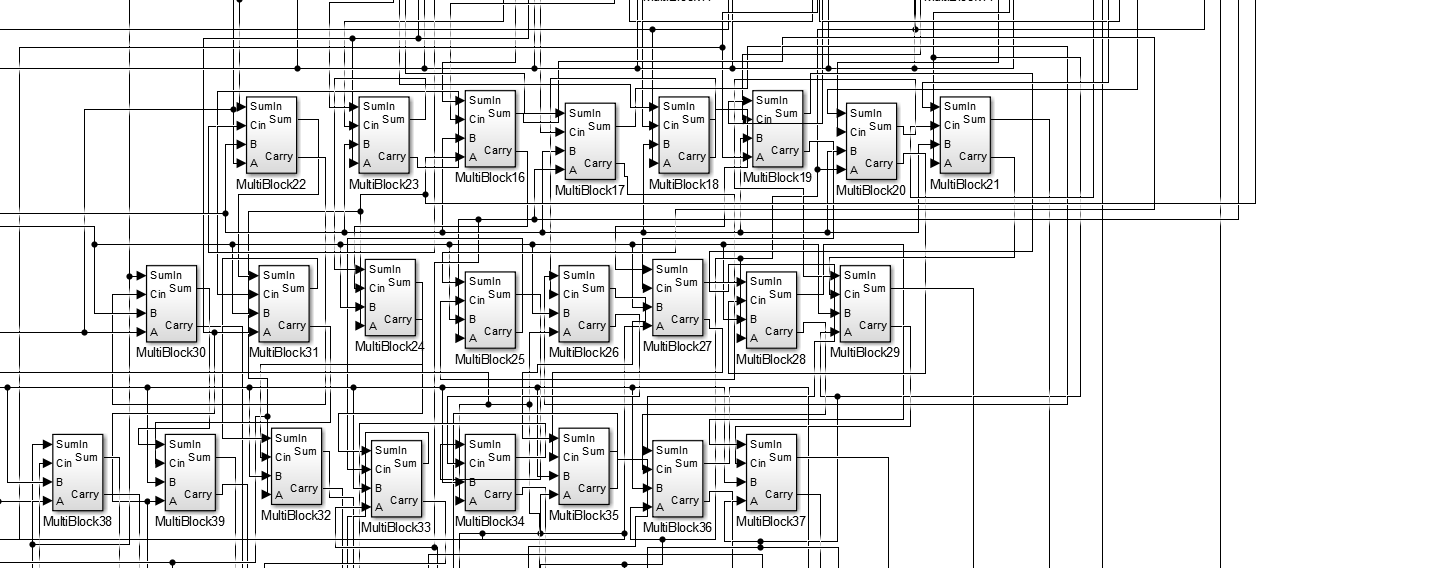 SumIn
Cin
Sum
B
Carry
A
MultiBlock22
SumIn
Cin
Sum
B
Carry
A
MultiBlock23
SumIn
Cin
Sum
B
Carry
A
MultiBlock16
SumIn
Cin
Sum
B
Carry
A
MultiBlock17
SumIn
Cin
Sum
B
Carry
A
MultiBlock18
SumIn
Cin
Sum
B
Carry
A
MultiBlock19
SumIn
Cin
Sum
B
Carry
A
MultiBlock20
SumIn
Cin
Sum
B
Carry
A
MultiBlock21
SumIn
Cin
Sum
B
Carry
A
MultiBlock30
SumIn
Cin
Sum
B
Carry
A
MultiBlock31
SumIn
Cin
Sum
B
Carry
A
MultiBlock24
SumIn
Cin
Sum
B
Carry
A
MultiBlock25
SumIn
Cin
Sum
B
Carry
A
MultiBlock26
SumIn
Cin
Sum
B
Carry
A
MultiBlock27
SumIn
Cin
Sum
B
Carry
A
MultiBlock28
SumIn
Cin
Sum
B
Carry
A
MultiBlock29
SumIn
Cin
Sum
B
Carry
A
MultiBlock38
SumIn
Cin
Sum
B
Carry
A
MultiBlock39
SumIn
Cin
Sum
B
Carry
A
MultiBlock32
SumIn
Cin
Sum
B
Carry
A
MultiBlock33
SumIn
Cin
Sum
B
Carry
A
MultiBlock34
SumIn
Cin
Sum
B
Carry
A
MultiBlock35
SumIn
Cin
Sum
B
Carry
A
MultiBlock36
SumIn
Cin
Sum
B
Carry
A
MultiBlock37